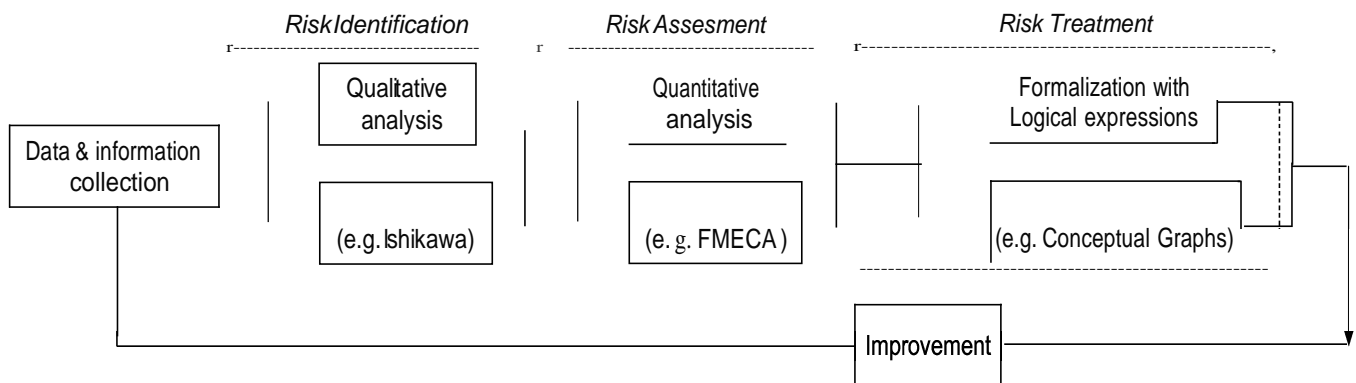 Risk Identification
Risk Assesment
Risk Treatment
Data & information
collection
Qualitative
analysis
(e.g. Ishikawa)
Quantitative
analysis
(e. g. FMECA )
Formalization with
Logical expressions
(e.g. Conceptual Graphs)
Improvement